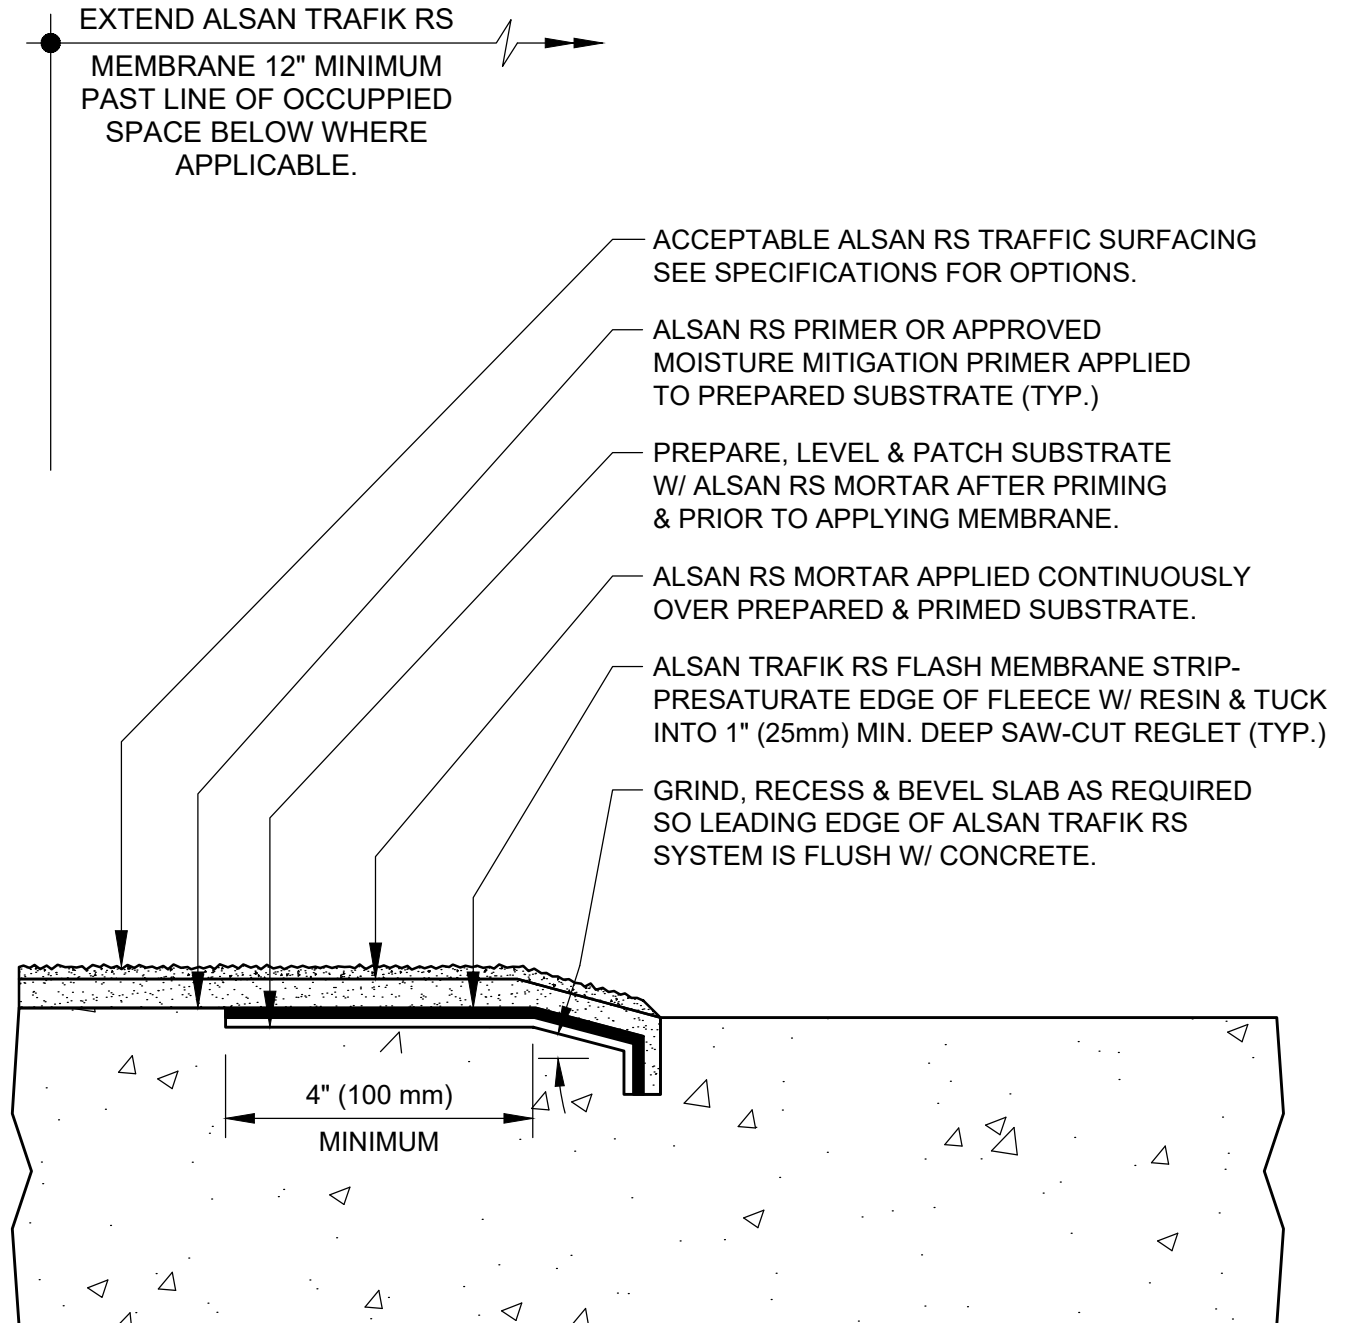 EXTEND ALSAN TRAFIK RS
MEMBRANE 12" MINIMUM
PAST LINE OF OCCUPPIED
SPACE BELOW WHERE
APPLICABLE.
ACCEPTABLE ALSAN RS TRAFFIC SURFACING
SEE SPECIFICATIONS FOR OPTIONS.
ALSAN RS PRIMER OR APPROVED
MOISTURE MITIGATION PRIMER APPLIED
TO PREPARED SUBSTRATE (TYP.)
PREPARE, LEVEL & PATCH SUBSTRATE
W/ ALSAN RS MORTAR AFTER PRIMING
& PRIOR TO APPLYING MEMBRANE.
ALSAN RS MORTAR APPLIED CONTINUOUSLY
OVER PREPARED & PRIMED SUBSTRATE.
ALSAN TRAFIK RS FLASH MEMBRANE STRIP-
PRESATURATE EDGE OF FLEECE W/ RESIN & TUCK
INTO 1" (25mm) MIN. DEEP SAW-CUT REGLET (TYP.)
GRIND, RECESS & BEVEL SLAB AS REQUIRED
SO LEADING EDGE OF ALSAN TRAFIK RS
SYSTEM IS FLUSH W/ CONCRETE.
4" (100 mm)
MINIMUM